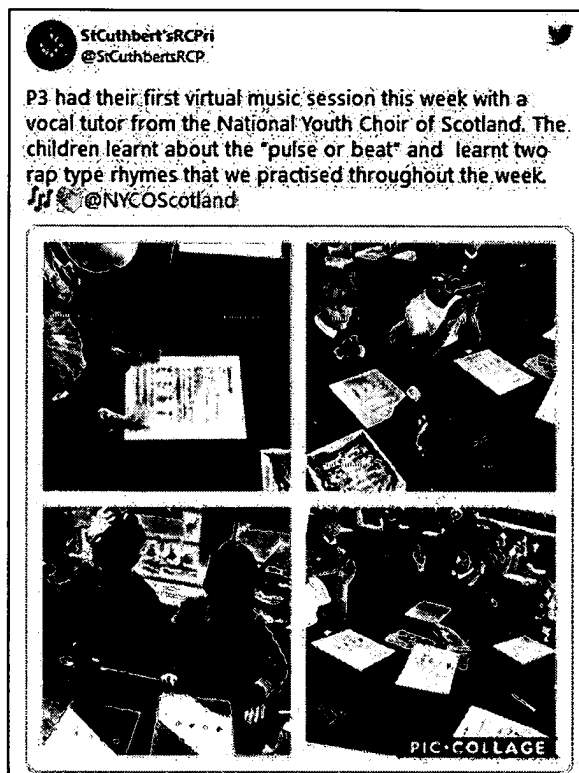 StCuthbert'sRCPri
@StCuthbertsRCP
P3 had their first virtual music session this week with a
vocal tutor from the National Youth Choir of Scotland. The
children learnt about the "pulse or beat" and learnt two
rap type rhymes that we practised throughout the week.
@NYCOScotland
PIC•COLLAGE